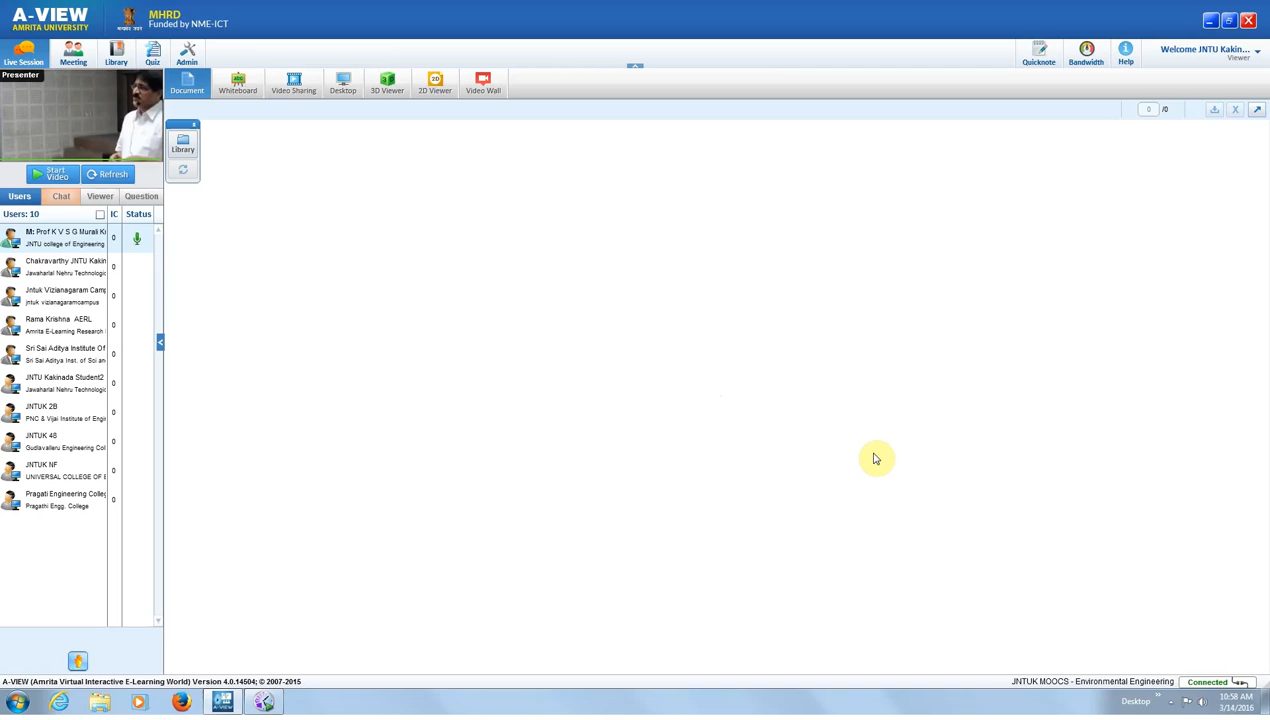 A-VIEW
AMRITA UNIVERSITY
MHRD
Funded by NME-ICT
Live Session
Meeting
Library
Quiz
Admin
Quicknote
Bandwidth
Help
Welcome JNTU Kakin...
Viewer
Presenter
Document
Whiteboard
Video Sharing
Desktop
3D Viewer
2D
2D Viewer
Video Wall
0 /0
X
Library
Start Video
Refresh
Users
Chat
Viewer
Question
Users: 10
IC
Status
M: Prof K V S G Murali Kr
JNTU college of Engineering
0
Chakravarthy JNTU Kakin
Jawaharlal Nehru Technologic
0
Jntuk Vizianagaram Camp
jntuk vizianagaramcampus
0
Rama Krishna AERL
Amrita E-Learning Research
0
Sri Sai Aditya Institute Of
Sri Sai Aditya Inst. of Sci an
0
JNTU Kakinada Student2
Jawaharlal Nehru Technologic
0
JNTUK 2B
PNC & Vijai Institute of Engi
0
JNTUK 48
Gudlavalleru Engineering Col
0
JNTUK NF
UNIVERSAL COLLEGE OF E
0
Pragati Engineering Colleg
Pragathi Engg. College
0
A-VIEW (Amrita Virtual Interactive E-Learning World) Version 4.0.14504; © 2007-2015
JNTUK MOOCS - Environmental Engineering
Connected
Desktop
10:58 AM
3/14/2016